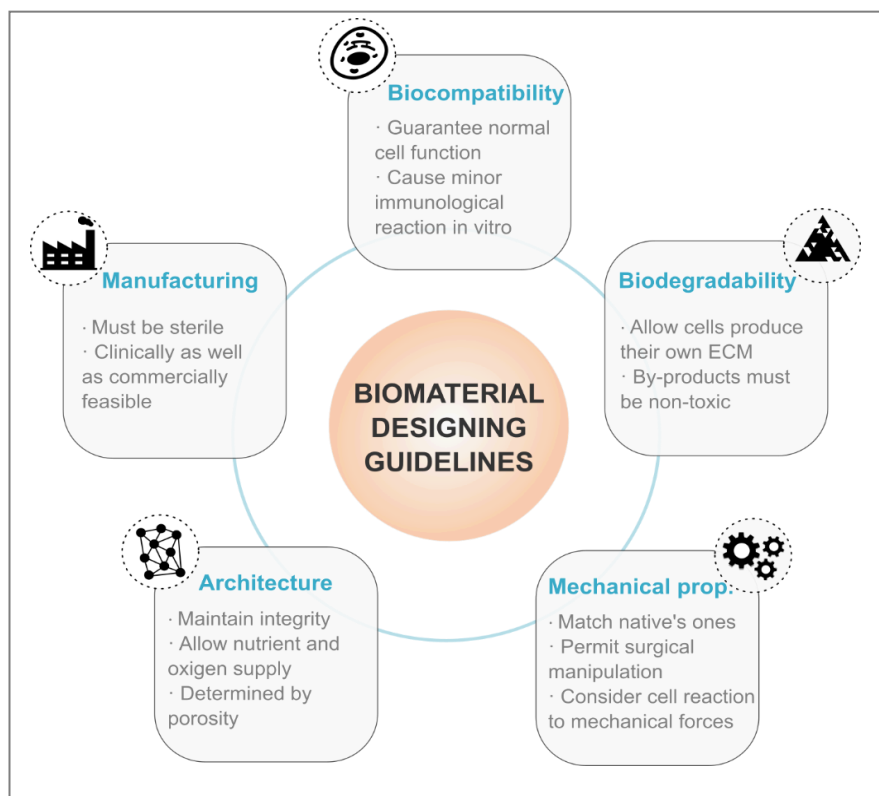 Biocompatibility
· Guarantee normal
cell function
· Cause minor
immunological
reaction in vitro
Manufacturing
· Must be sterile
· Clinically as well
as commercially
feasible
Biodegradability
· Allow cells produce
their own ECM
· By-products must
be non-toxic
BIOMATERIAL
DESIGNING
GUIDELINES
Architecture
· Maintain integrity
· Allow nutrient and
oxigen supply
· Determined by
porosity
Mechanical prop.
· Match native's ones
· Permit surgical
manipulation
· Consider cell reaction
to mechanical forces